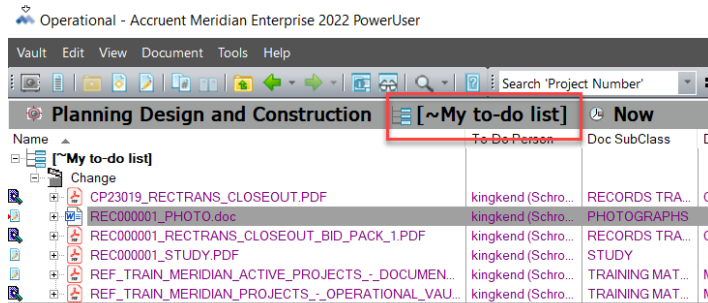 Operational - Accruent Meridian Enterprise 2022 PowerUser
Vault Edit View Document Tools Help
Search 'Project Number'
Planning Design and Construction [~My to-do list] Now
Name To Do Person Doc SubClass
[~My to-do list]
Change
CP23019_RECTRANS_CLOSEOUT.PDF kingkend (Schro... RECORDS TRA...
REC000001_PHOTO.doc kingkend (Schro... PHOTOGRAPHS
REC000001_RECTRANS_CLOSEOUT_BID_PACK_1.PDF kingkend (Schro... RECORDS TRA...
REC000001_STUDY.PDF kingkend (Schro... STUDY
REF_TRAIN_MERIDIAN_ACTIVE_PROJECTS_-_DOCUMEN... kingkend (Schro... TRAINING MAT...
REF_TRAIN_MERIDIAN_PROJECTS_-_OPERATIONAL_VAU... kingkend (Schro... TRAINING MAT...